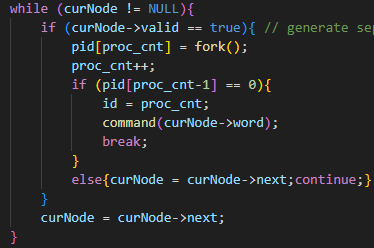 while (curNode != NULL){
if (curNode->valid == true){ // generate sep
pid[proc_cnt] = fork();
proc_cnt++;
if (pid[proc_cnt-1] == 0){
id = proc_cnt;
command(curNode->word);
break;
}
else{curNode = curNode->next;continue;}
}
curNode = curNode->next;
}